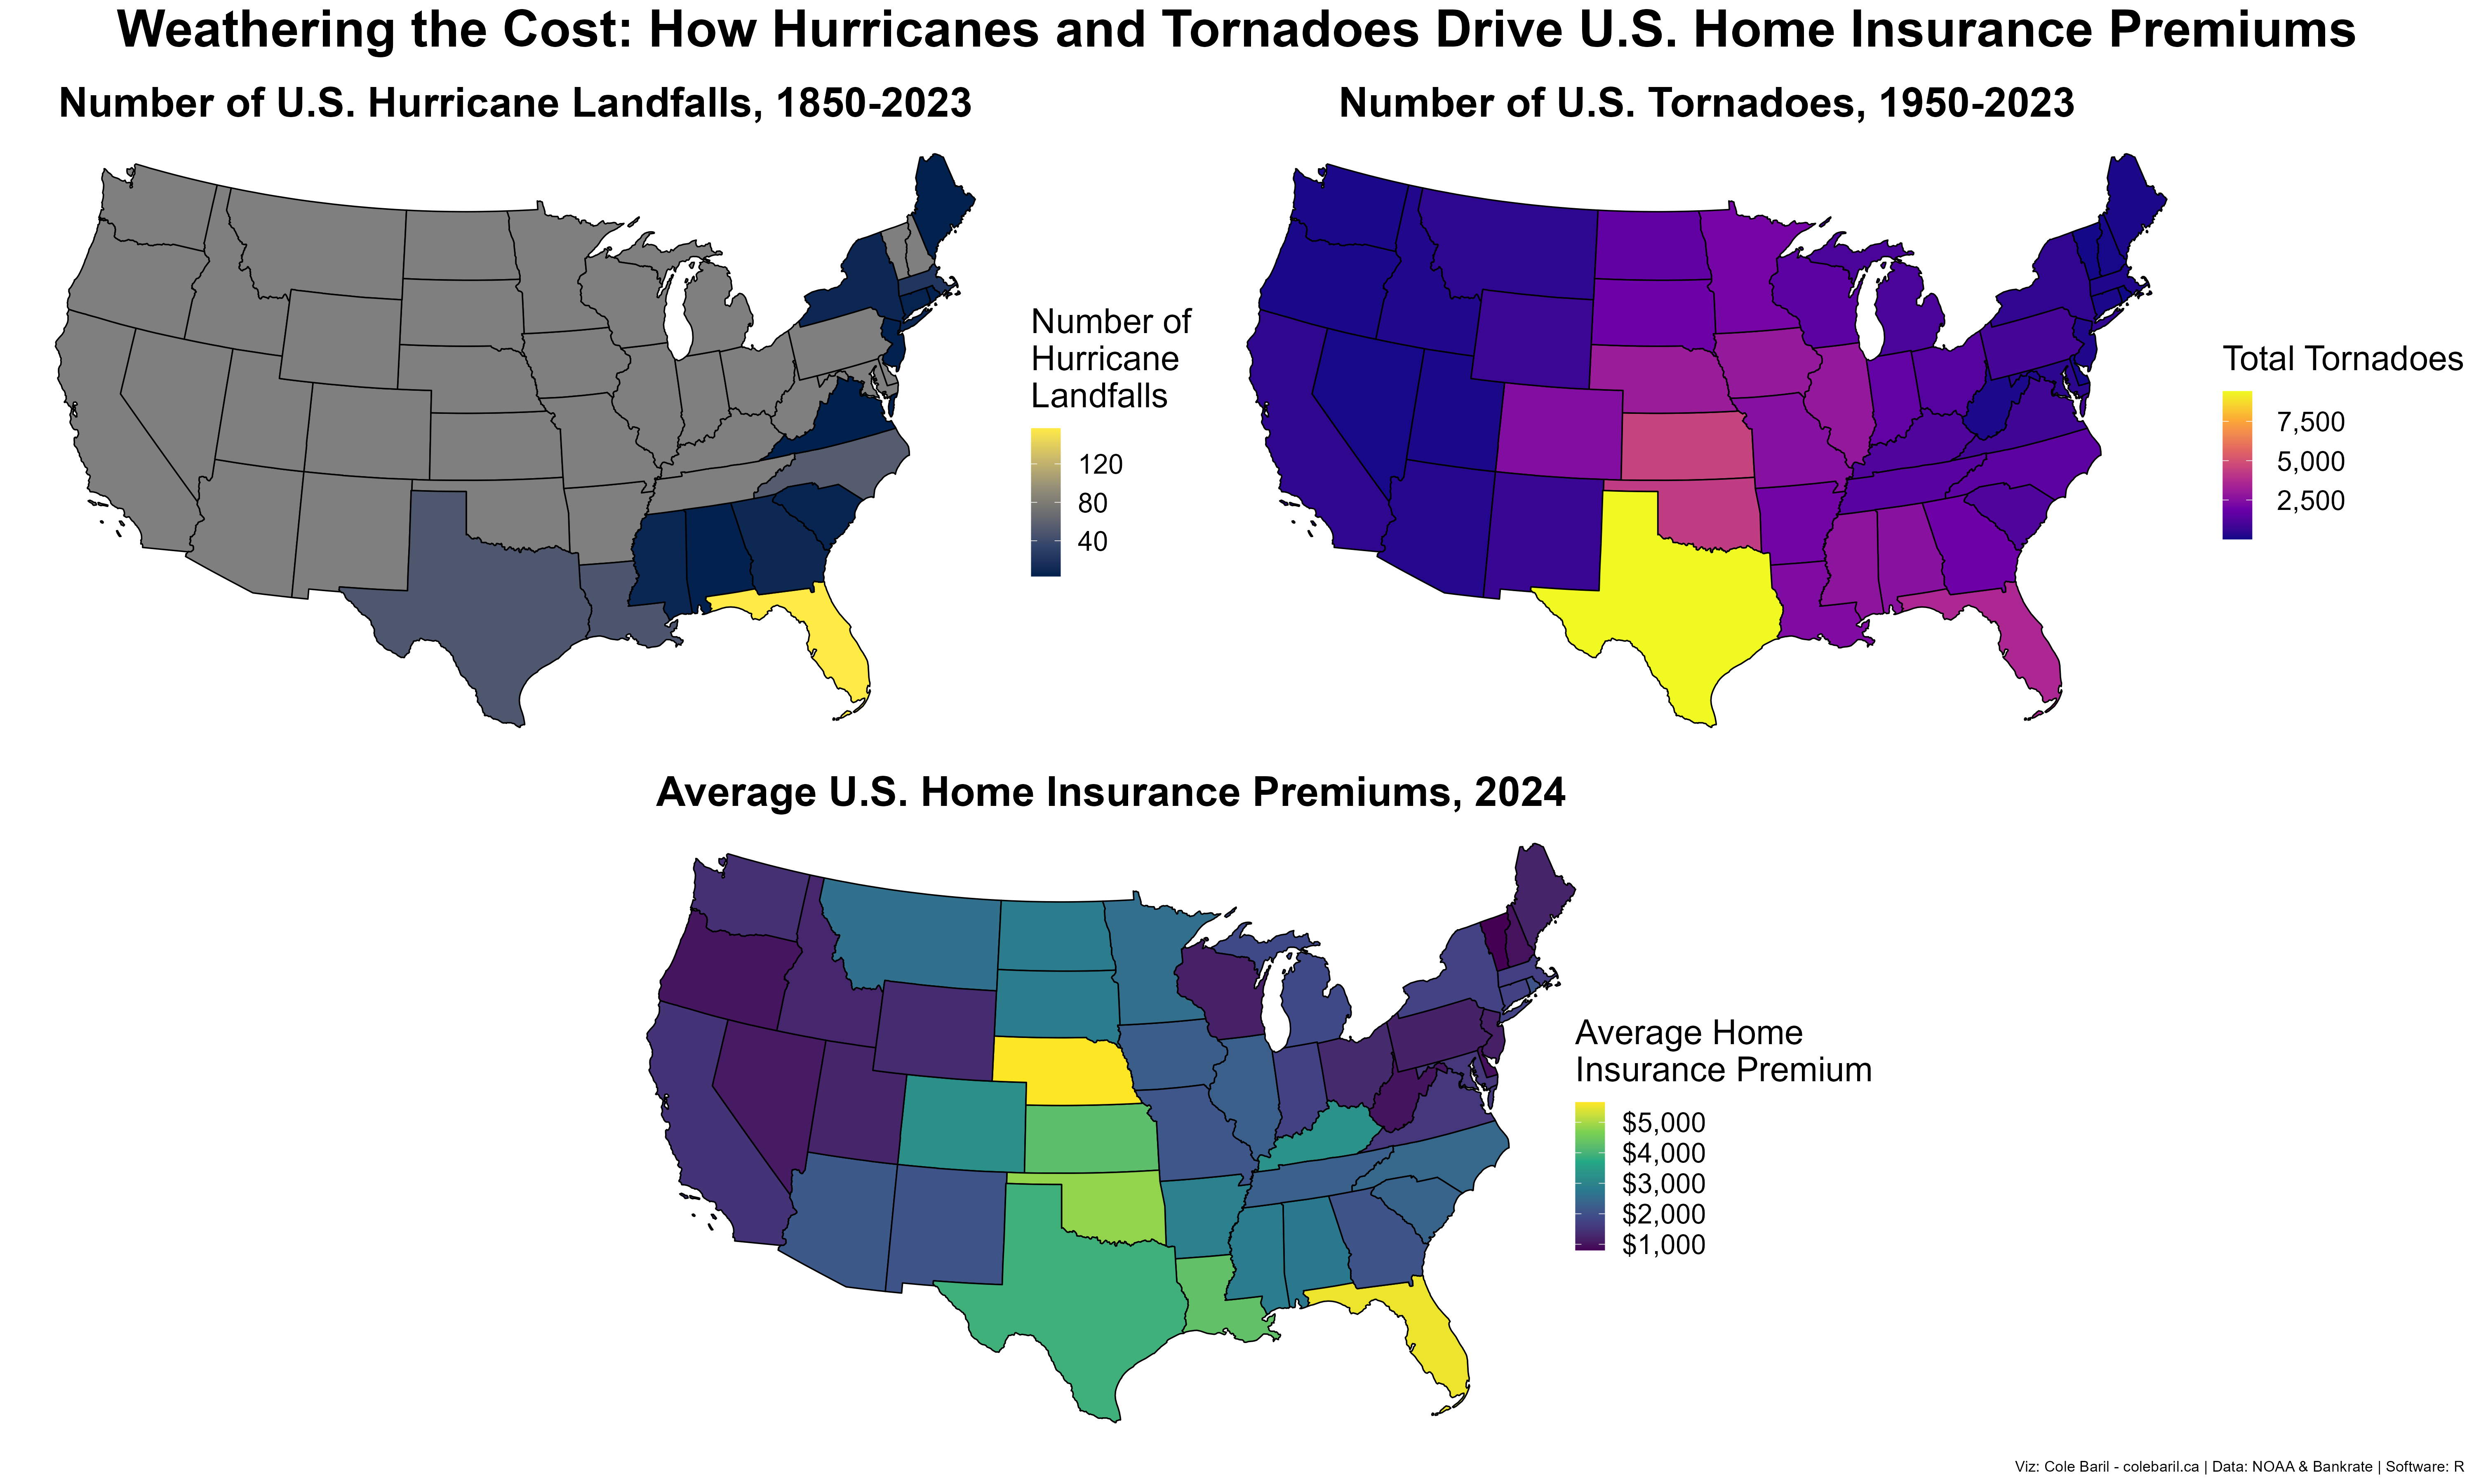 Weathering the Cost: How Hurricanes and Tornadoes Drive U.S. Home Insurance Premiums
Number of U.S. Hurricane Landfalls, 1850-2023
Number of
Hurricane
Landfalls
120
80
40
Number of U.S. Tornadoes, 1950-2023
Total Tornadoes
7,500
5,000
2,500
Average U.S. Home Insurance Premiums, 2024
Average Home
Insurance Premium
$5,000
$4,000
$3,000
$2,000
$1,000
Viz: Cole Baril - colebaril.ca | Data: NOAA & Bankrate | Software: R